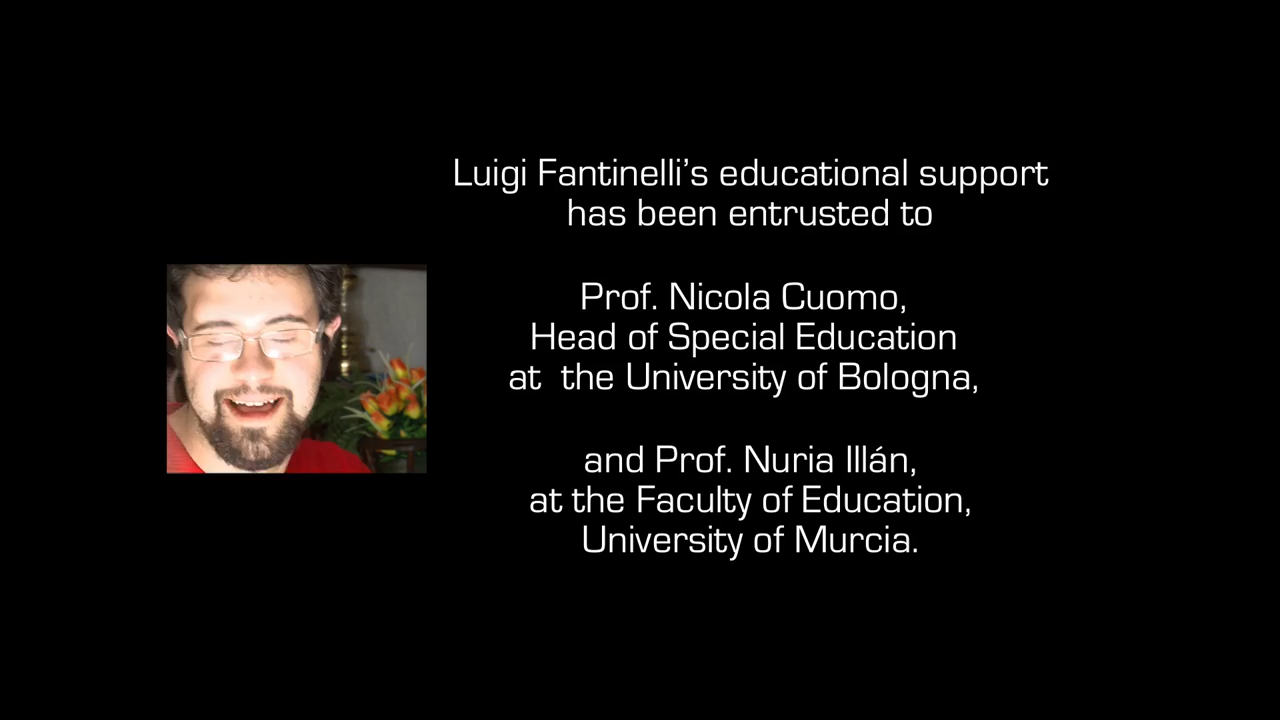 Luigi Fantinelli’s educational support
has been entrusted to
Prof. Nicola Cuomo,
Head of Special Education
at the University of Bologna,
and Prof. Nuria Illán,
at the Faculty of Education,
University of Murcia.